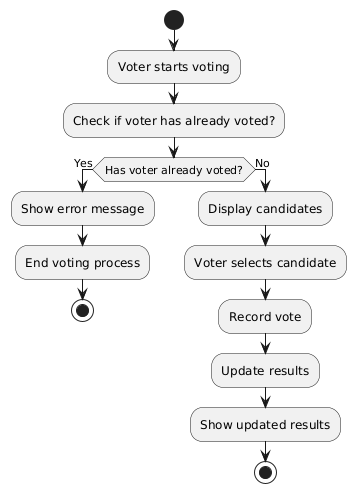 Voter starts voting
Check if voter has already voted?
Yes
Has voter already voted?
No
Show error message
Display candidates
End voting process
Voter selects candidate
Record vote
Update results
Show updated results